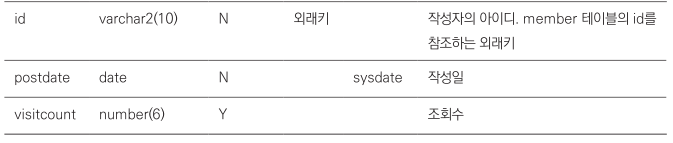 id varchar2(10) N 외래키 작성자의 아이디. member 테이블의 id를
참조하는 외래키
postdate date N sysdate 작성일
visitcount number(6) Y 조회수